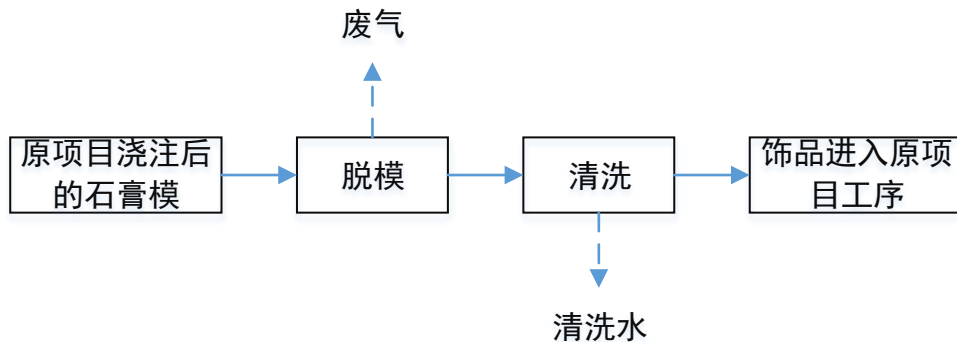 废气
原项目浇注后
的石膏模
脱模
清洗
饰品进入原项
目工序
清洗水